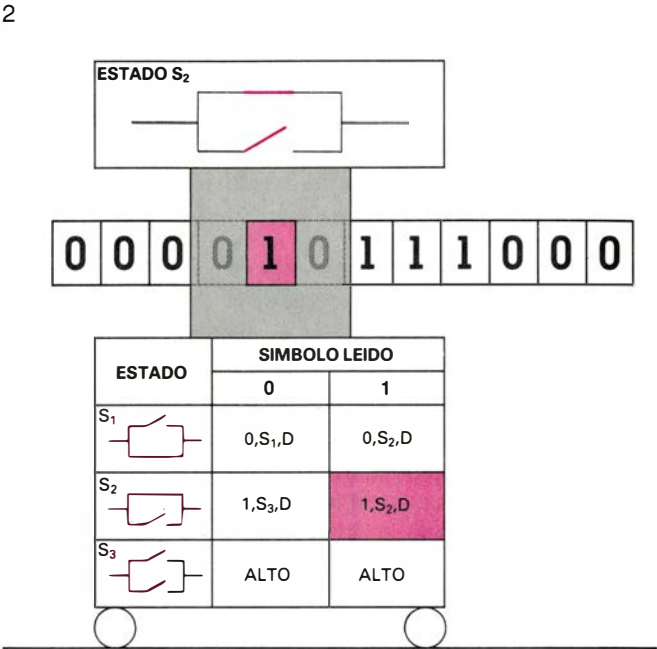 2
ESTADO S₂
0 0 0 0 1 0 1 1 1 0 0 0
ESTADO SIMBOLO LEIDO
0 1
S₁ 0,S₁,D 0,S₂,D
S₂ 1,S₃,D 1,S₂,D
S₃ ALTO ALTO